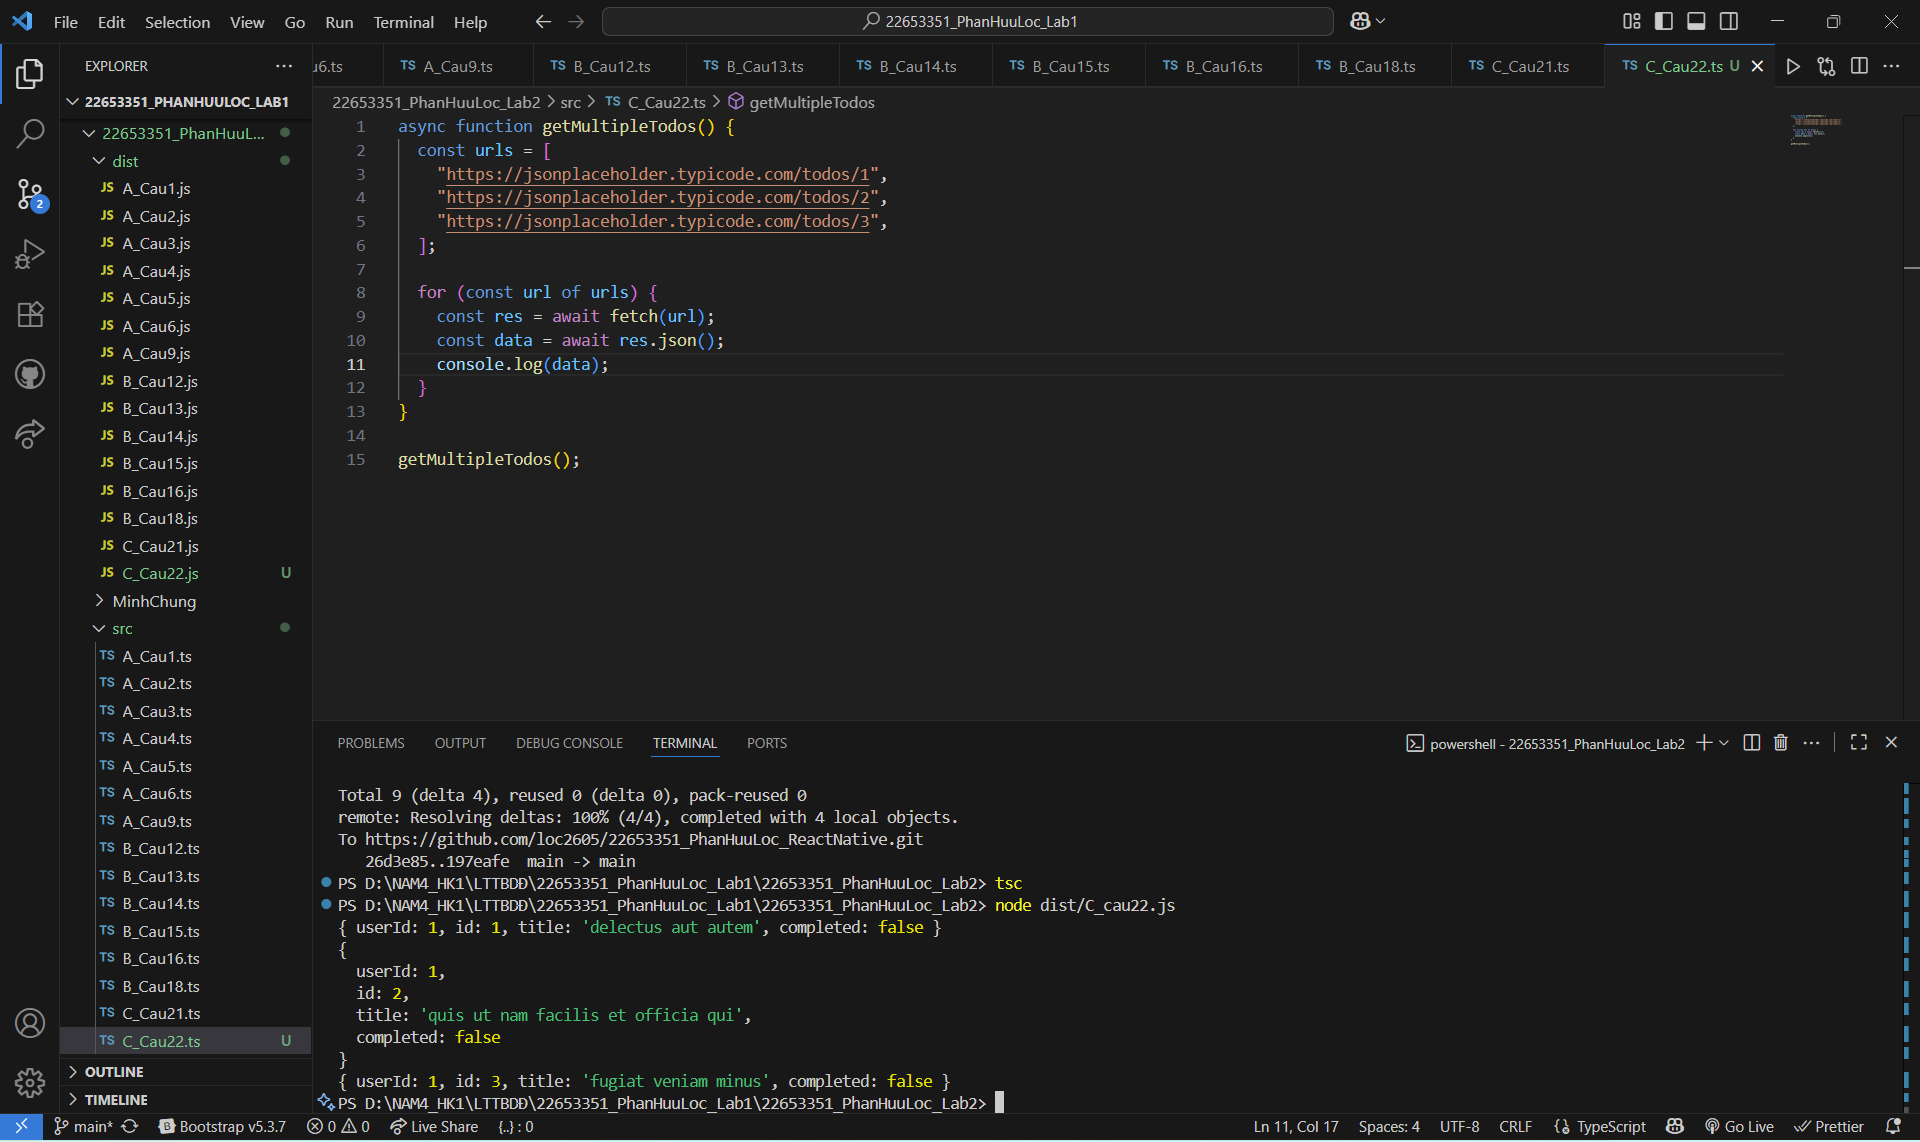 File Edit Selection View Go Run Terminal Help
22653351_PhanHuuLoc_Lab1
EXPLORER
u6.ts
TS A_Cau9.ts
TS B_Cau12.ts
TS B_Cau13.ts
TS B_Cau14.ts
TS B_Cau15.ts
TS B_Cau16.ts
TS B_Cau18.ts
TS C_Cau21.ts
TS C_Cau22.ts U
22653351_PHANHUULOC_LAB1
22653351_PhanHuuL...
dist
JS A_Cau1.js
JS A_Cau2.js
JS A_Cau3.js
JS A_Cau4.js
JS A_Cau5.js
JS A_Cau6.js
JS A_Cau9.js
JS B_Cau12.js
JS B_Cau13.js
JS B_Cau14.js
JS B_Cau15.js
JS B_Cau16.js
JS B_Cau18.js
JS C_Cau21.js
JS C_Cau22.js U
MinhChung
src
TS A_Cau1.ts
TS A_Cau2.ts
TS A_Cau3.ts
TS A_Cau4.ts
TS A_Cau5.ts
TS A_Cau6.ts
TS A_Cau9.ts
TS B_Cau12.ts
TS B_Cau13.ts
TS B_Cau14.ts
TS B_Cau15.ts
TS B_Cau16.ts
TS B_Cau18.ts
TS C_Cau21.ts
TS C_Cau22.ts U
OUTLINE
TIMELINE
2
22653351_PhanHuuLoc_Lab2 > src > TS C_Cau22.ts > getMultipleTodos
1 async function getMultipleTodos() {
2 const urls = [
3 "https://jsonplaceholder.typicode.com/todos/1",
4 "https://jsonplaceholder.typicode.com/todos/2",
5 "https://jsonplaceholder.typicode.com/todos/3",
6 ];
7
8 for (const url of urls) {
9 const res = await fetch(url);
10 const data = await res.json();
11 console.log(data);
12 }
13 }
14
15 getMultipleTodos();
PROBLEMS OUTPUT DEBUG CONSOLE TERMINAL PORTS
powershell - 22653351_PhanHuuLoc_Lab2
Total 9 (delta 4), reused 0 (delta 0), pack-reused 0
remote: Resolving deltas: 100% (4/4), completed with 4 local objects.
To https://github.com/loc2605/22653351_PhanHuuLoc_ReactNative.git
26d3e85..197eafe main -> main
PS D:\NAM4_HK1\LTTBDĐ\22653351_PhanHuuLoc_Lab1\22653351_PhanHuuLoc_Lab2> tsc
PS D:\NAM4_HK1\LTTBDĐ\22653351_PhanHuuLoc_Lab1\22653351_PhanHuuLoc_Lab2> node dist/C_cau22.js
{ userId: 1, id: 1, title: 'delectus aut autem', completed: false }
{
userId: 1,
id: 2,
title: 'quis ut nam facilis et officia qui',
completed: false
}
{ userId: 1, id: 3, title: 'fugiat veniam minus', completed: false }
PS D:\NAM4_HK1\LTTBDĐ\22653351_PhanHuuLoc_Lab1\22653351_PhanHuuLoc_Lab2>
main* Bootstrap v5.3.7 0 0 Live Share {..} : 0
Ln 11, Col 17 Spaces: 4 UTF-8 CRLF TypeScript Go Live Prettier